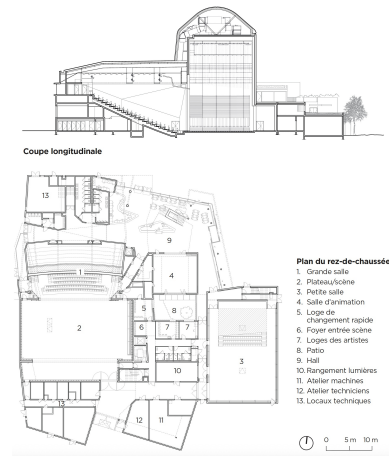 Coupe longitudinale
13
9
4
1
5
8
2
6
7
7
3
10
13
12
11
Plan du rez-de-chaussée
1. Grande salle
2. Plateau/scène
3. Petite salle
4. Salle d'animation
5. Loge de
changement rapide
6. Foyer entrée scène
7. Loges des artistes
8. Patio
9. Hall
10. Rangement lumières
11. Atelier machines
12. Atelier techniciens
13. Locaux techniques
0 5 m 10 m